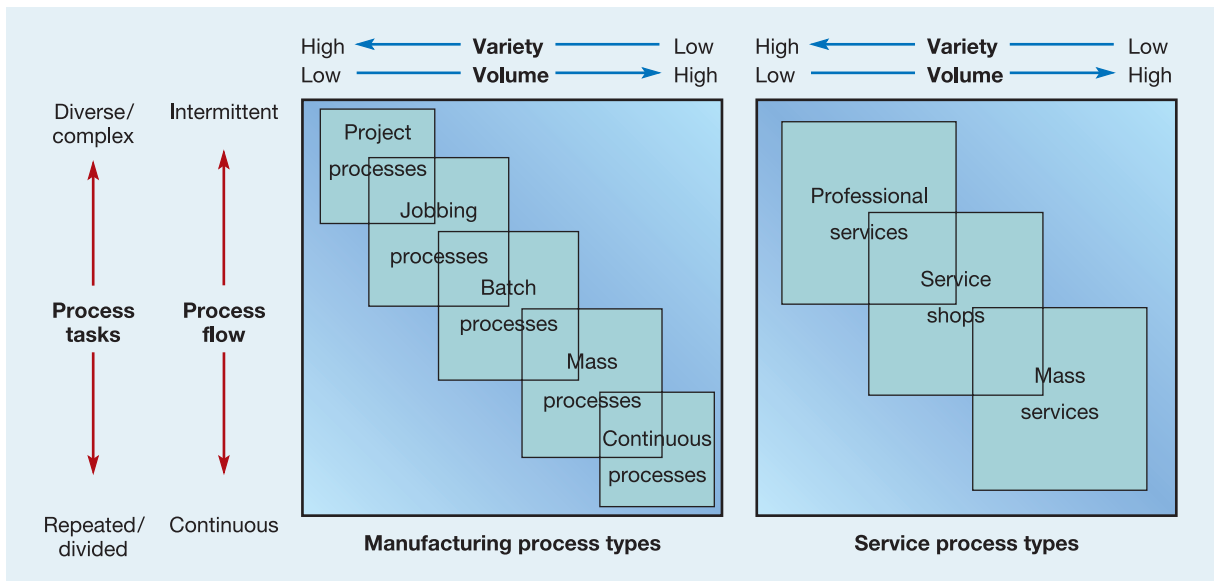 High Variety Low
Low Volume High
High Variety Low
Low Volume High
Diverse/
complex
Intermittent
Process
tasks
Process
flow
Repeated/
divided
Continuous
Project
processes
Jobbing
processes
Batch
processes
Mass
processes
Continuous
processes
Manufacturing process types
Professional
services
Service
shops
Mass
services
Service process types